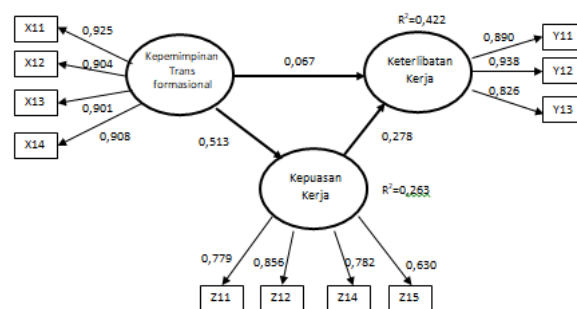 R²=0,422
X11
0,925
X12
0,904
X13
0,901
X14
0,908
Kepemimpinan
Trans
formasional
0,067
Keterlibatan
Kerja
0,890
Y11
0,938
Y12
0,826
Y13
0,513
0,278
Kepuasan
Kerja
R²=0,263
0,779
0,856
0,782
0,630
Z11
Z12
Z14
Z15